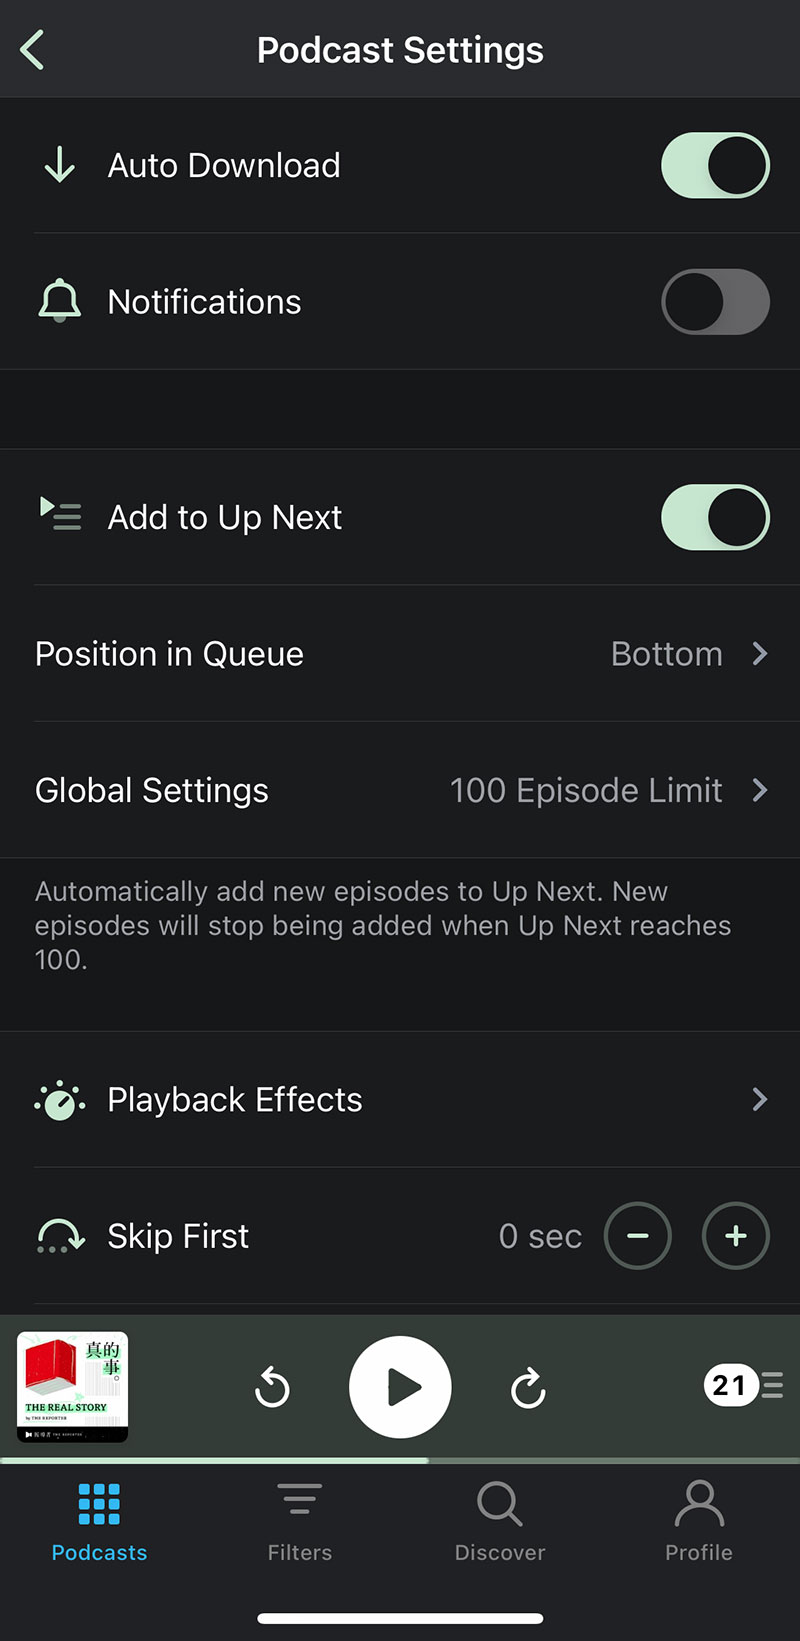 Podcast Settings
Auto Download
Notifications
Add to Up Next
Position in Queue Bottom
Global Settings 100 Episode Limit
Automatically add new episodes to Up Next. New
episodes will stop being added when Up Next reaches
100.
Playback Effects
Skip First 0 sec
真的
事。
THE REAL STORY
by THE REPORTER
報導者 THE REPORTER
21
Podcasts Filters Discover Profile